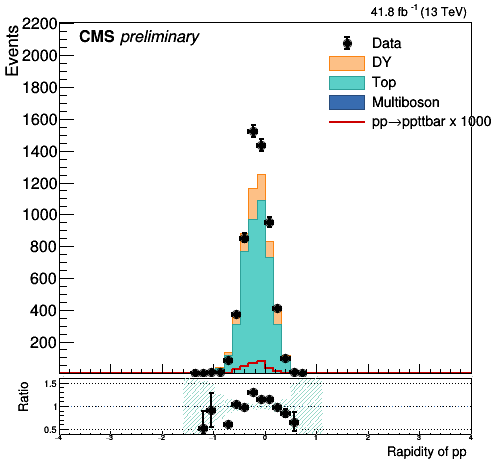 41.8 fb⁻¹ (13 TeV)
Events
CMS preliminary
Data
DY
Top
Multiboson
pp→ppttbar x 1000
2200
2000
1800
1600
1400
1200
1000
800
600
400
200
Ratio
1.5
1
0.5
-4 -3 -2 -1 0 1 2 3 4
Rapidity of pp